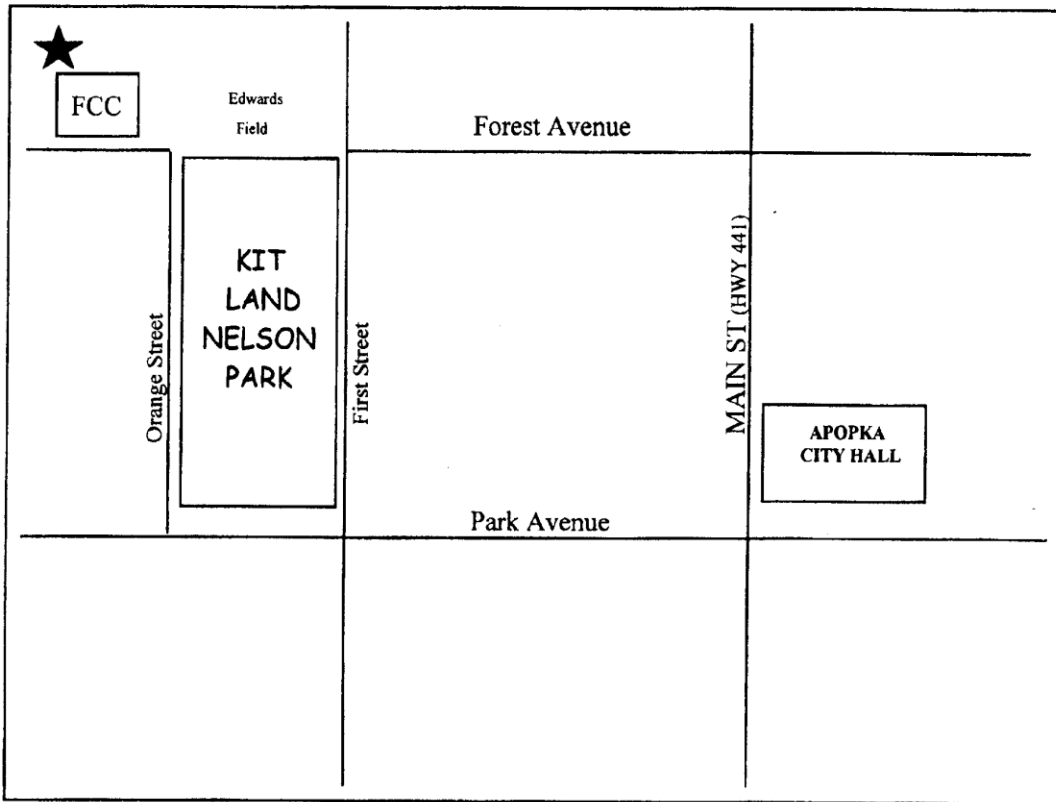 FCC
Edwards
Field
Forest Avenue
KIT
LAND
NELSON
PARK
Orange Street
First Street
MAIN ST (HWY 441)
APOPKA
CITY HALL
Park Avenue